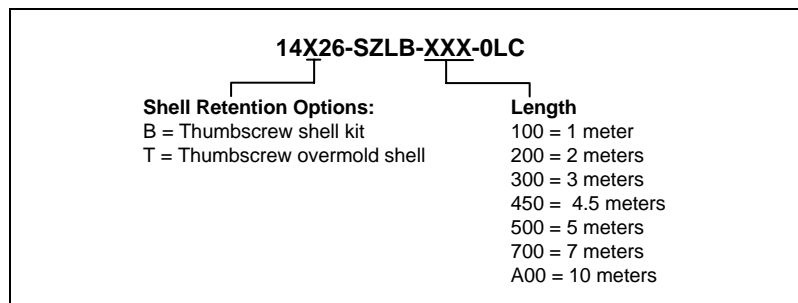 14X26-SZLB-XXX-0LC
Shell Retention Options:
B = Thumbscrew shell kit
T = Thumbscrew overmold shell
Length
100 = 1 meter
200 = 2 meters
300 = 3 meters
450 = 4.5 meters
500 = 5 meters
700 = 7 meters
A00 = 10 meters